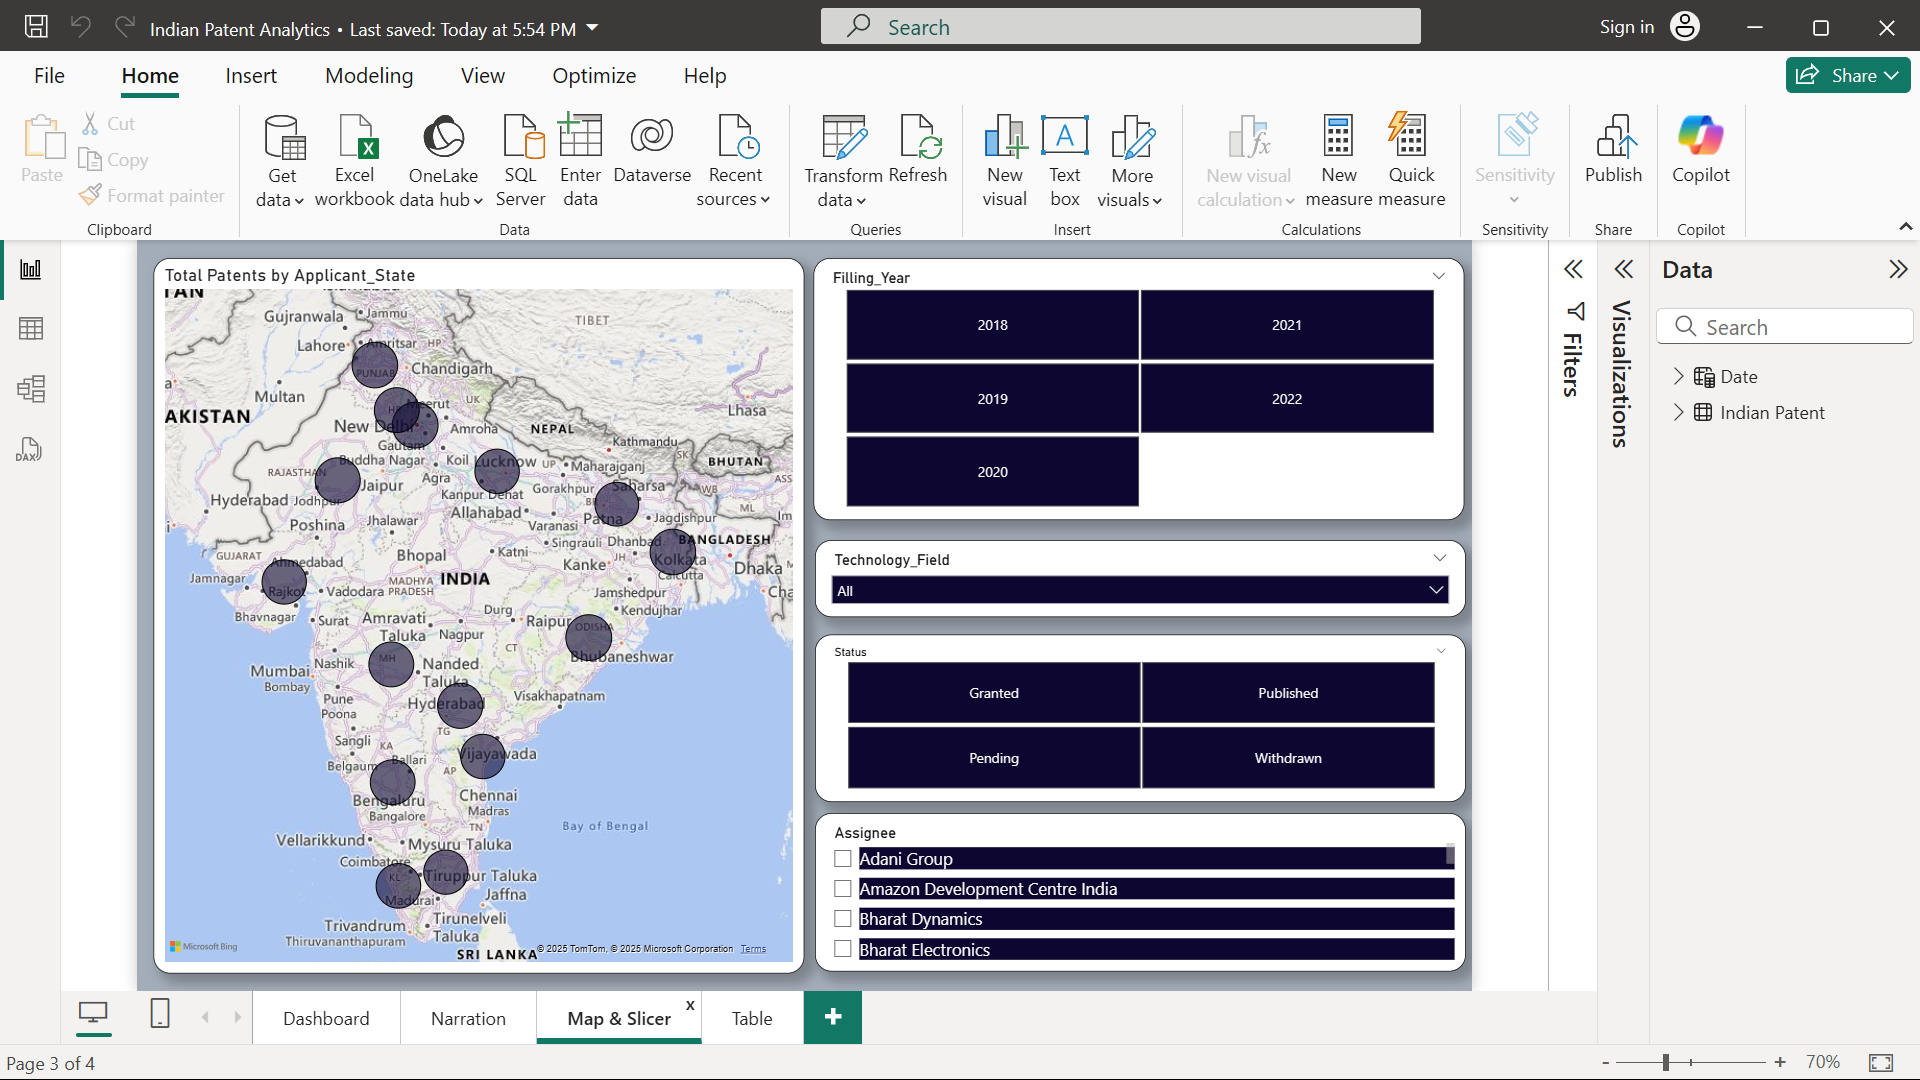 Indian Patent Analytics • Last saved: Today at 5:54 PM
Search
Sign in
File
Home
Insert
Modeling
View
Optimize
Help
Share
Paste
Cut
Copy
Format painter
Clipboard
Get data
Excel workbook
OneLake data hub
SQL Server
Enter data
Dataverse
Recent sources
Data
Transform data
Refresh
Queries
New visual
Text box
More visuals
Insert
New visual calculation
New measure
Quick measure
Calculations
Sensitivity
Sensitivity
Publish
Share
Copilot
Copilot
Total Patents by Applicant_State
Gujranwala
Jammu
TIBET
Lahore
Amritsar
HP
PUNJAB
Chandigarh
Multan
UK
Lhasa
AKISTAN
Meerut
New Delhi
Amroha
NEPAL
Kathmandu
Gautam
Buddha Nagar
Koil
Lucknow
UP
Maharajganj
SK
BHUTAN
RAJASTHAN
Jaipur
Agra
Saharsa
ASS
Hyderabad
Jodhpur
Kanpur Dehat
Gorakhpur
WB
Allahabad
Patna
Jagdishpur
ML
Im
Poshina
Jhalawar
Varanasi
Singrauli
Dhanbad
BANGLADESH
GUJARAT
Ahmedabad
Bhopal
Katni
Kanke
JH
Kolkata
Calcutta
Dhaka
Jamnagar
Rajkot
Vadodara
MADHYA PRADESH
INDIA
Jamshedpur
Cha
Bhavnagar
Surat
Amravati Taluka
Durg
Raipur
Kendujhar
Nagpur
ODISHA
CT
Bhubaneswar
Mumbai
Bombay
Nashik
MH
Nanded Taluka
Pune
Poona
Hyderabad
Visakhapatnam
TG
Sangli
KA
Belgaum
Ballari
AP
Vijayawada
Bengaluru
Bangalore
Chennai
Madras
TN
Bay of Bengal
Vellarikkund
Mysuru Taluka
Coimbatore
KL
Tiruppur Taluka
Madurai
Jaffna
Trivandrum
Thiruvananthapuram
Tirunelveli Taluka
SRI LANKA
Microsoft Bing
© 2025 TomTom, © 2025 Microsoft Corporation Terms
Filling_Year
2018
2021
2019
2022
2020
Technology_Field
All
Status
Granted
Published
Pending
Withdrawn
Assignee
Adani Group
Amazon Development Centre India
Bharat Dynamics
Bharat Electronics
Filters
Visualizations
Data
Search
Date
Indian Patent
Dashboard
Narration
Map & Slicer
x
Table
+
Page 3 of 4
-
+
70%